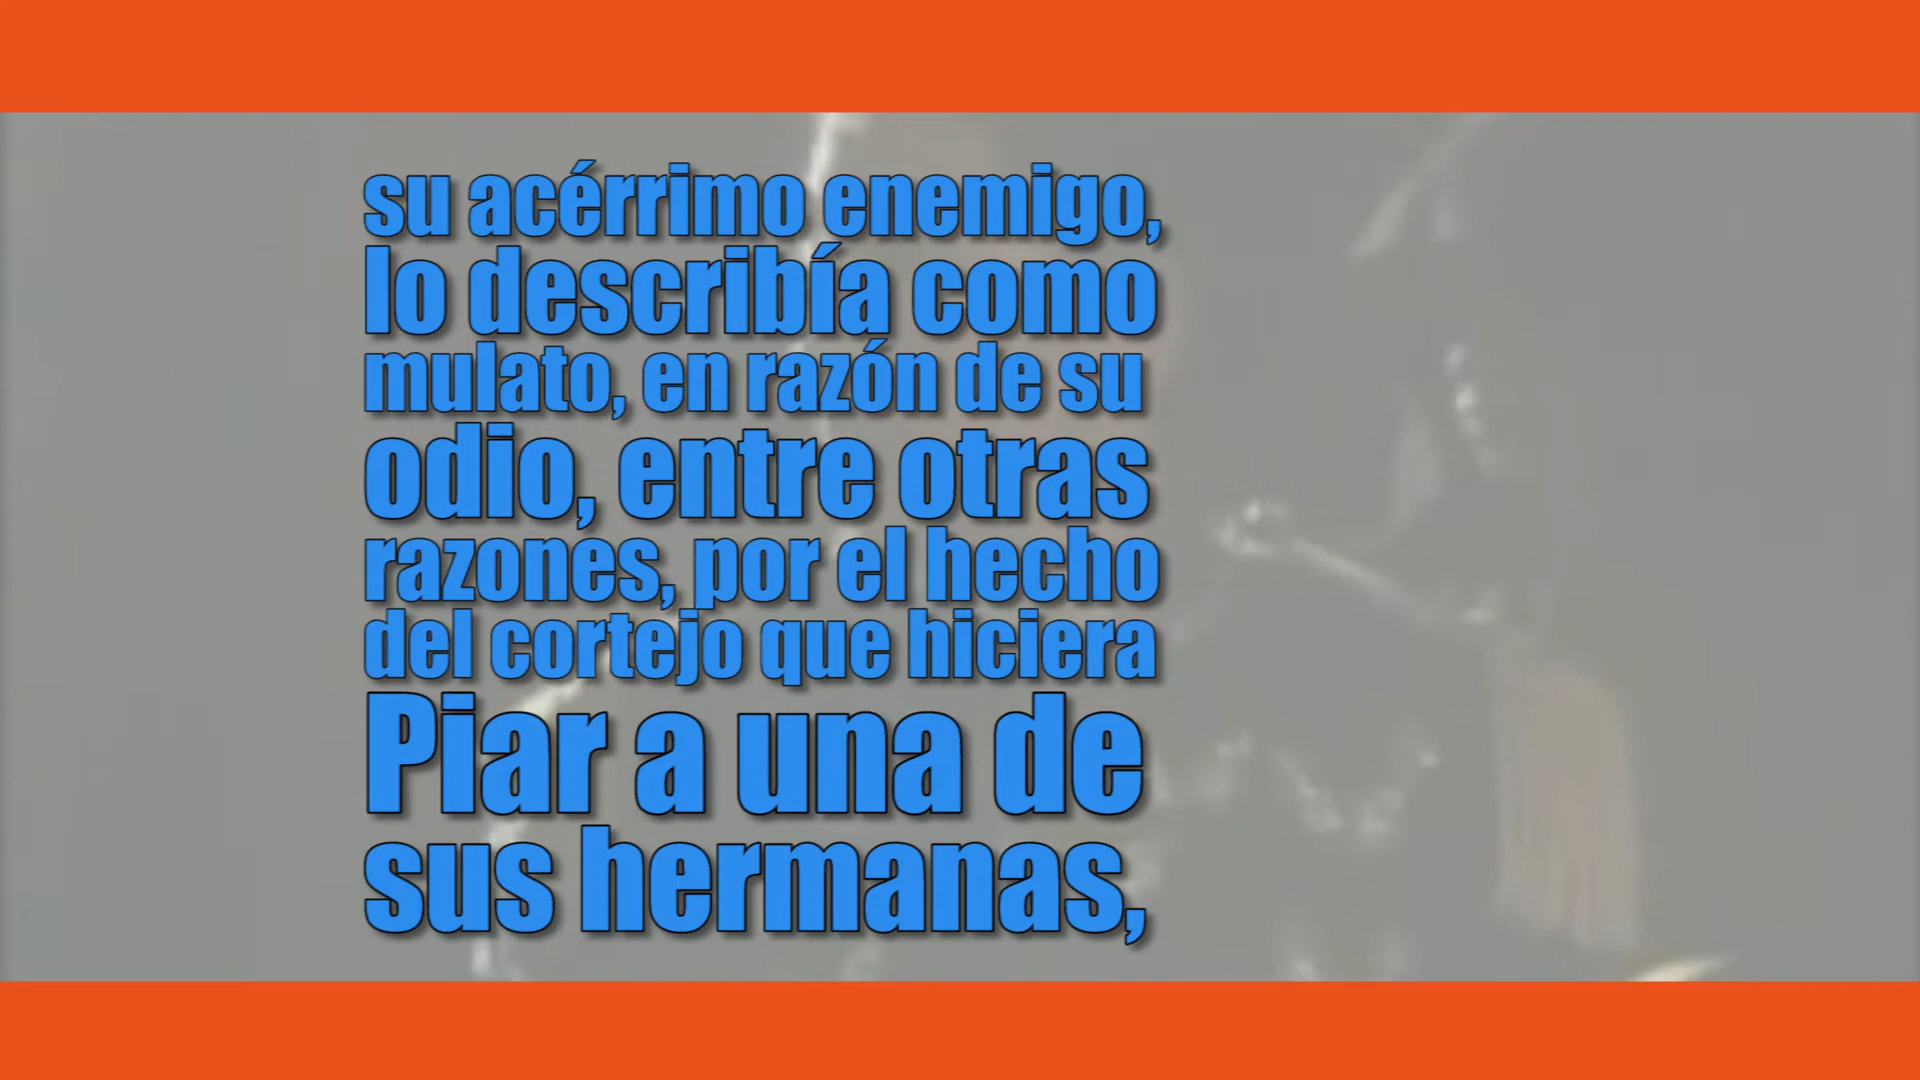 su acérrimo enemigo,
lo describía como
mulato, en razón de su
odio, entre otras
razones, por el hecho
del cortejo que hiciera
Piar a una de
sus hermanas,